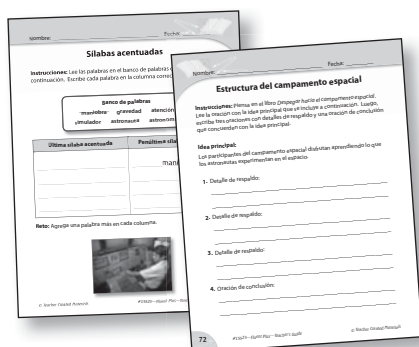 Nombre: Fecha:
Sílabas acentuadas
Instrucciones: Lee las palabras en el banco de palabras
continuación. Escribe cada palabra en la columna
Banco de palabras
maniobra gravedad atención
simulador astronauta
Última sílaba acentuada Penúltima
Reto: Agrega una palabra más en cada columna.
© Teacher Created Materials
Nombre: Fecha:
Estructura del campamento espacial
Instrucciones: Piensa en el libro Despegar hacia el campamento espacial.
Lee la oración con la idea principal que se incluye a continuación. Luego,
escribe tres oraciones con detalles de respaldo y una oración de conclusión
que concuerden con la idea principal.
Idea principal:
Los participantes del campamento espacial disfrutan aprendiendo lo que
los astronautas experimentan en el espacio.
1. Detalle de respaldo:
2. Detalle de respaldo:
3. Detalle de respaldo:
4. Oración de conclusión:
72 © Teacher Created Materials